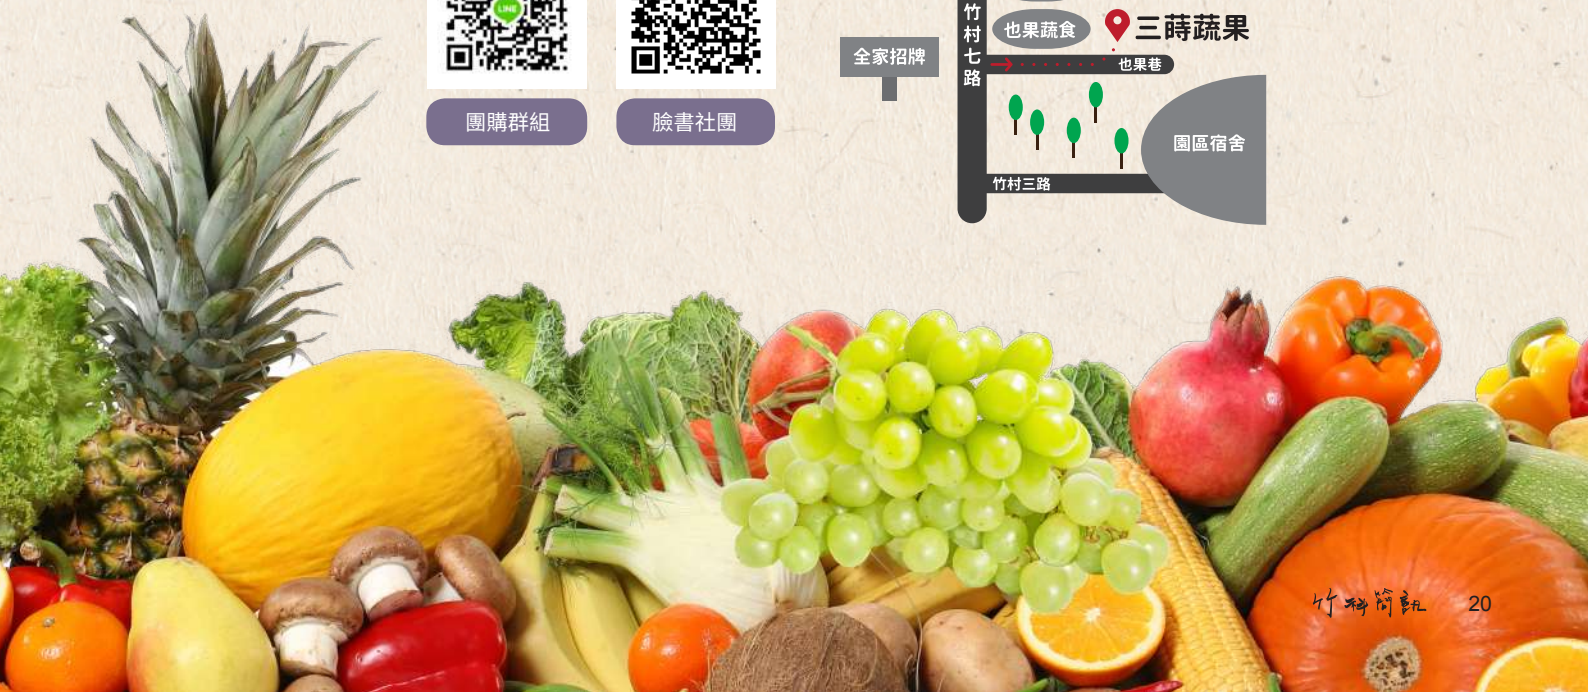 LINE
團購群組
臉書社團
全家招牌
竹村七路
也果蔬食
三蒔蔬果
也果巷
園區宿舍
竹村三路
竹科簡訊
20